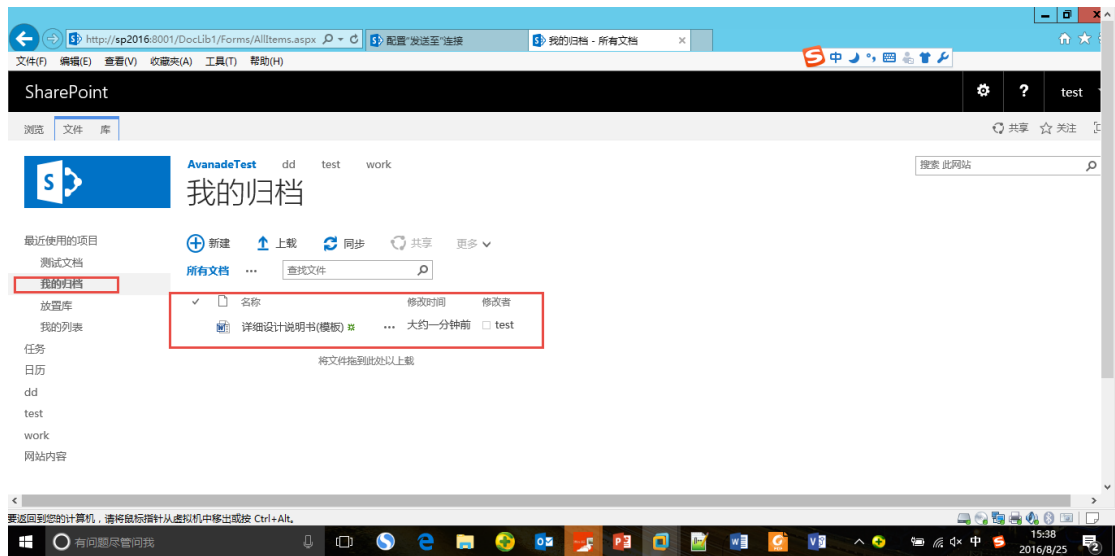 http://sp2016:8001/DocLib1/Forms/AllItems.aspx
配置"发送至"连接
我的归档 - 所有文档
文件(F) 编辑(E) 查看(V) 收藏夹(A) 工具(T) 帮助(H)
中
SharePoint
? test
浏览 文件 库
共享 关注
S
AvanadeTest dd test work
搜索 此网站
我的归档
最近使用的项目
测试文档
我的归档
放置库
我的列表
任务
日历
dd
test
work
网站内容
新建 上载 同步 共享 更多
所有文档 ... 查找文件
名称 修改时间 修改者
详细设计说明书(模板) ... 大约一分钟前 test
将文件拖到此处以上载
要返回到您的计算机，请将鼠标指针从虚拟机中移出或按 Ctrl+Alt。
有问题尽管问我
中
15:38
2016/8/25